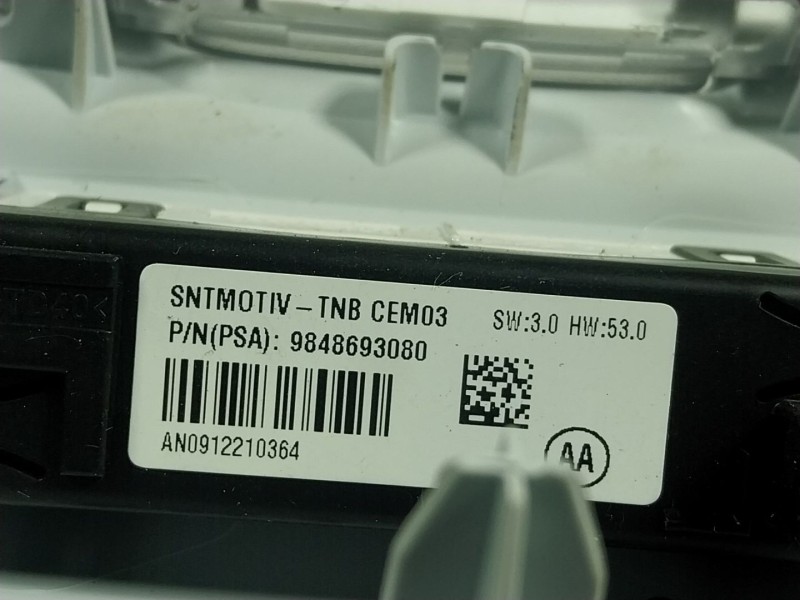 SNTMOTIV-TNB CEM03 SW:3.0 HW:53.0
P/N(PSA): 9848693080
AN0912210364
AA